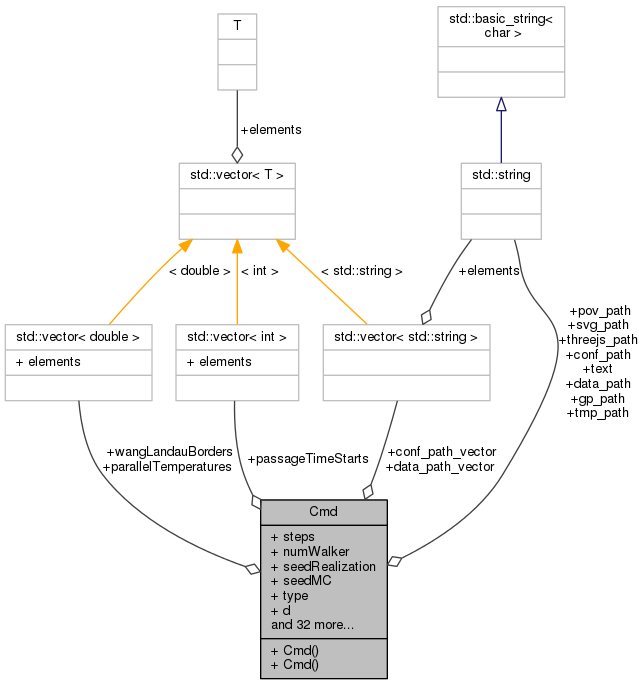 T
std::basic_string<
char >
+elements
std::vector< T >
std::string
< double >
< int >
< std::string >
+elements
+pov_path
+svg_path
+threejs_path
+conf_path
+text
+data_path
+gp_path
+tmp_path
std::vector< double >
+ elements
std::vector< int >
+ elements
std::vector< std::string >
+wangLandauBorders
+parallelTemperatures
+passageTimeStarts
+conf_path_vector
+data_path_vector
Cmd
+ steps
+ numWalker
+ seedRealization
+ seedMC
+ type
+ d
and 32 more...
+ Cmd()
+ Cmd()